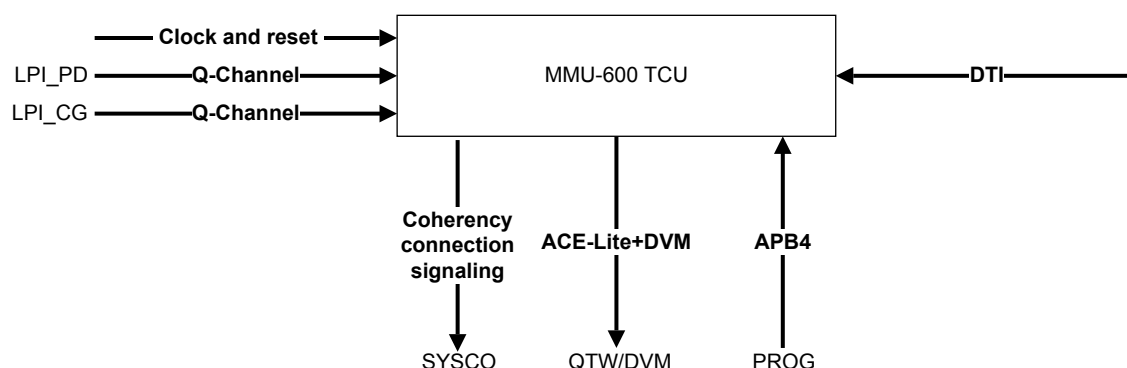 Clock and reset
LPI_PD
Q-Channel
MMU-600 TCU
DTI
LPI_CG
Q-Channel
Coherency
connection
signaling
ACE-Lite+DVM
APB4
SYSCO
QTW/DVM
PROG